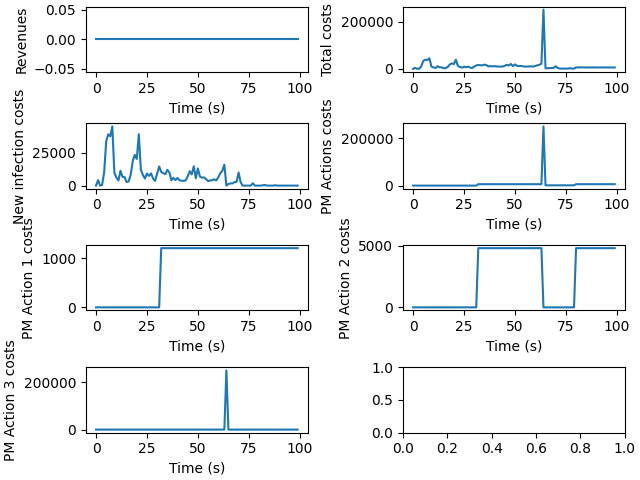 Revenues
0.05
0.00
−0.05
0 25 50 75 100
Time (s)
Total costs
200000
0
0 25 50 75 100
Time (s)
New infection costs
25000
0
0 25 50 75 100
Time (s)
PM Actions costs
200000
0
0 25 50 75 100
Time (s)
PM Action 1 costs
1000
0
0 25 50 75 100
Time (s)
PM Action 2 costs
5000
0
0 25 50 75 100
Time (s)
PM Action 3 costs
200000
0
0 25 50 75 100
Time (s)
1.0
0.5
0.0
0.0 0.2 0.4 0.6 0.8 1.0